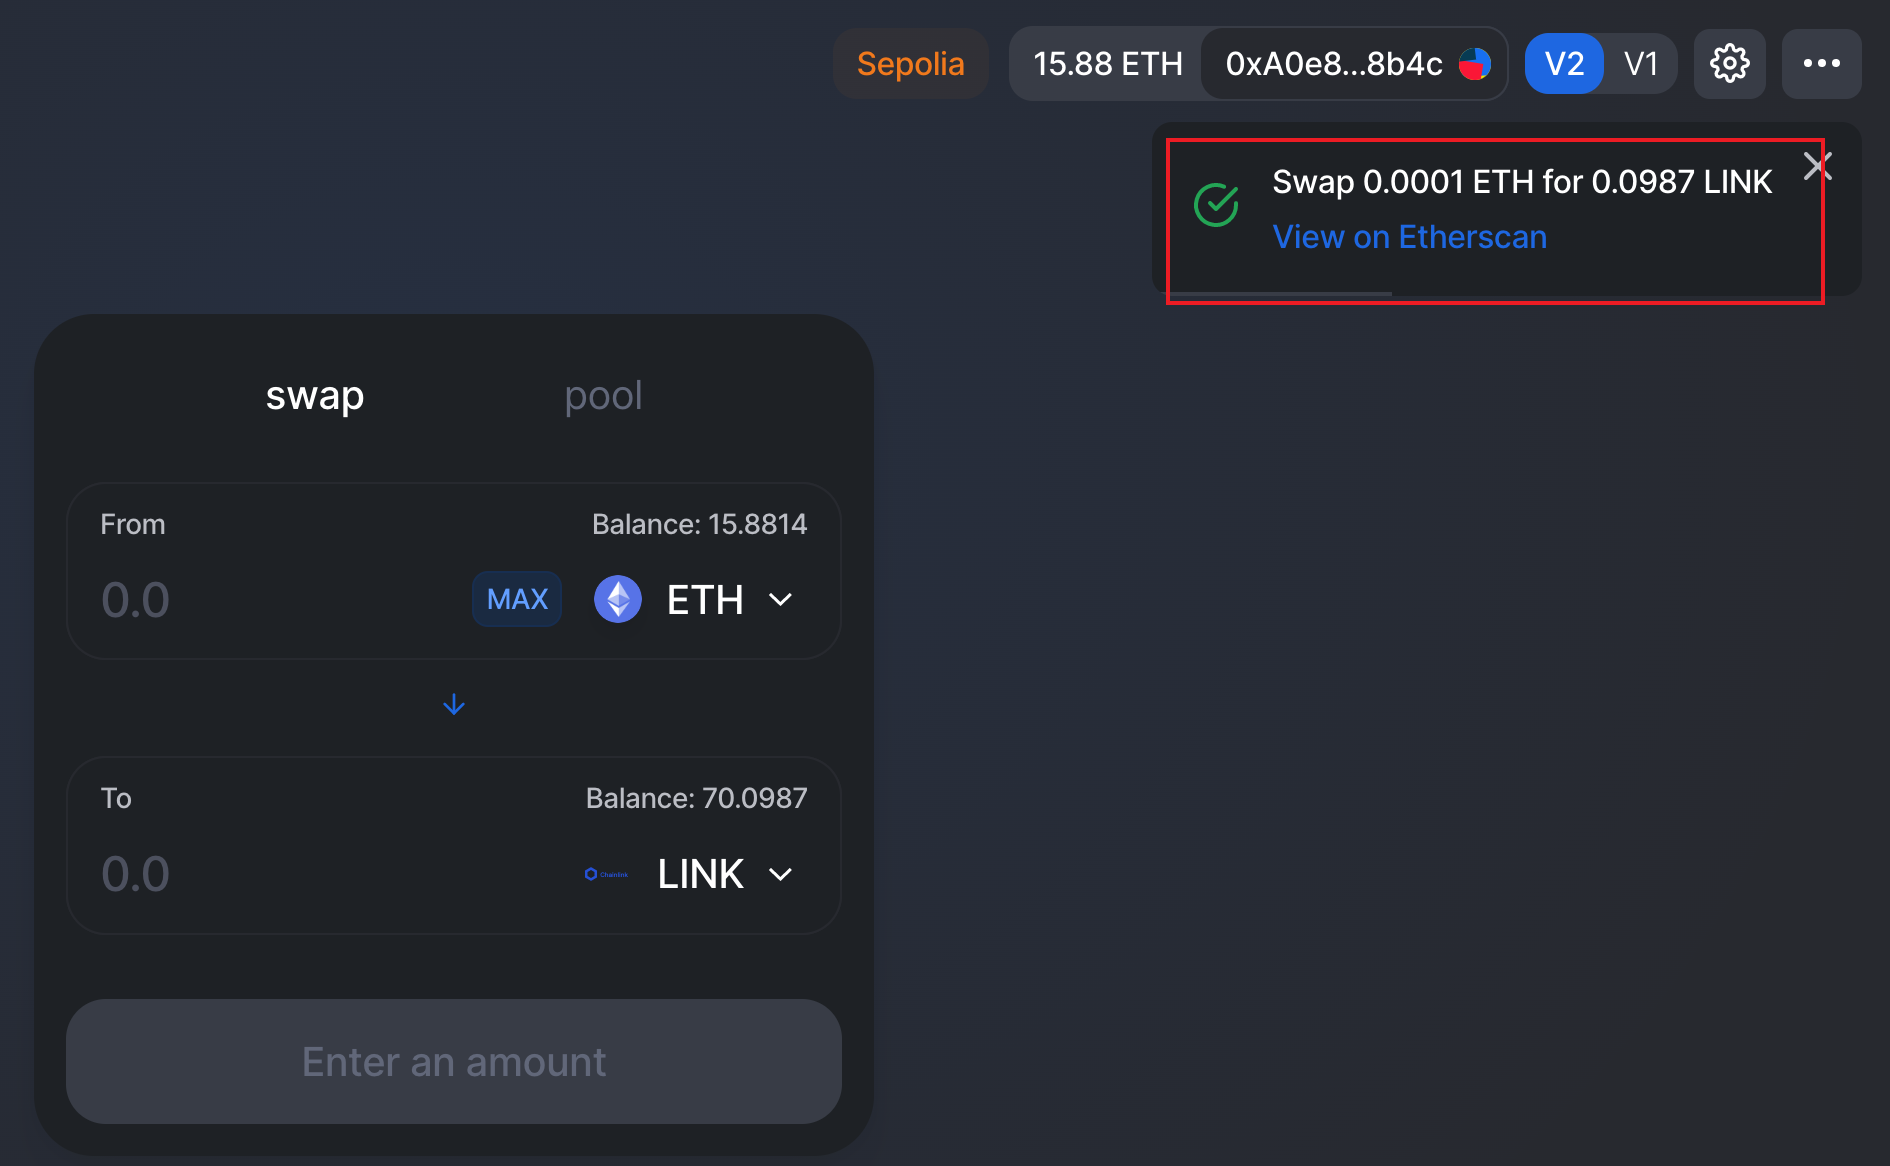 Sepolia 15.88 ETH 0xA0e8...8b4c V2 V1
Swap 0.0001 ETH for 0.0987 LINK
View on Etherscan
swap pool
From Balance: 15.8814
0.0 MAX ETH
To Balance: 70.0987
0.0 Chainlink LINK
Enter an amount